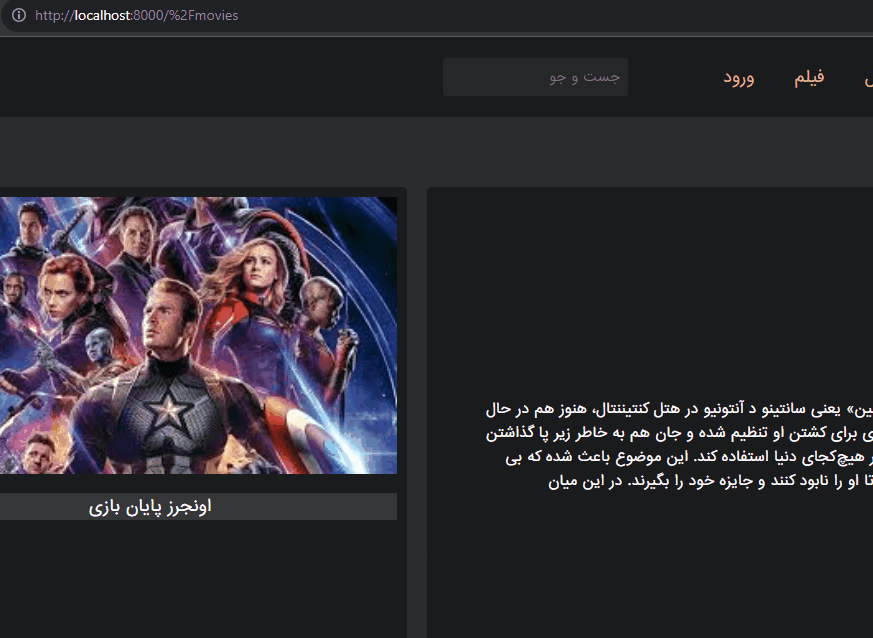 http://localhost:8000/%2Fmovies
فیلم
ورود
جست و جو
یعنی سانتینو د آنتونیو در هتل کنتیننتال، هنوز هم در حال
برای کشتن او تنظیم شده و جان هم به خاطر زیر پا گذاشتن
هیچ‌کجای دنیا استفاده کند. این موضوع باعث شده که بی
تا او را نابود کنند و جایزه خود را بگیرند. در این میان
اونجرز پایان بازی